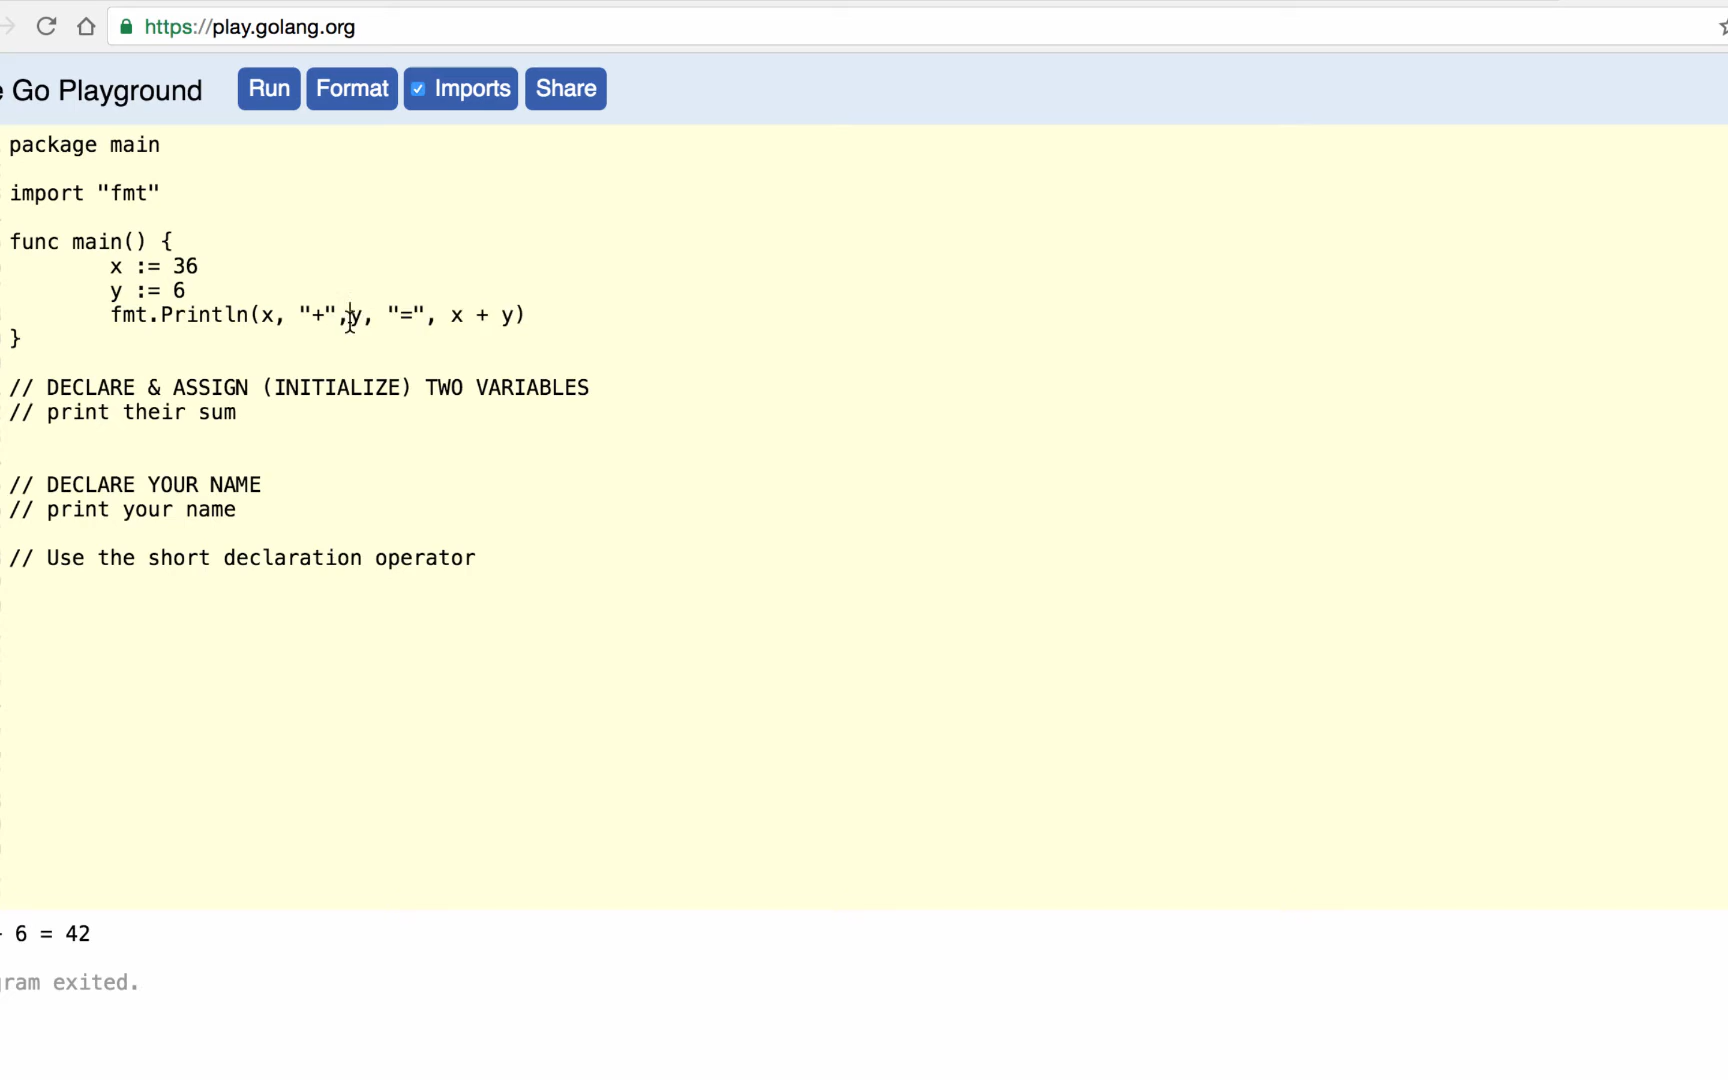 https://play.golang.org
Go Playground Run Format Imports Share
package main
import "fmt"
func main() {
x := 36
y := 6
fmt.Println(x, "+",y, "=", x + y)
}
// DECLARE & ASSIGN (INITIALIZE) TWO VARIABLES
// print their sum
// DECLARE YOUR NAME
// print your name
// Use the short declaration operator
6 = 42
gram exited.